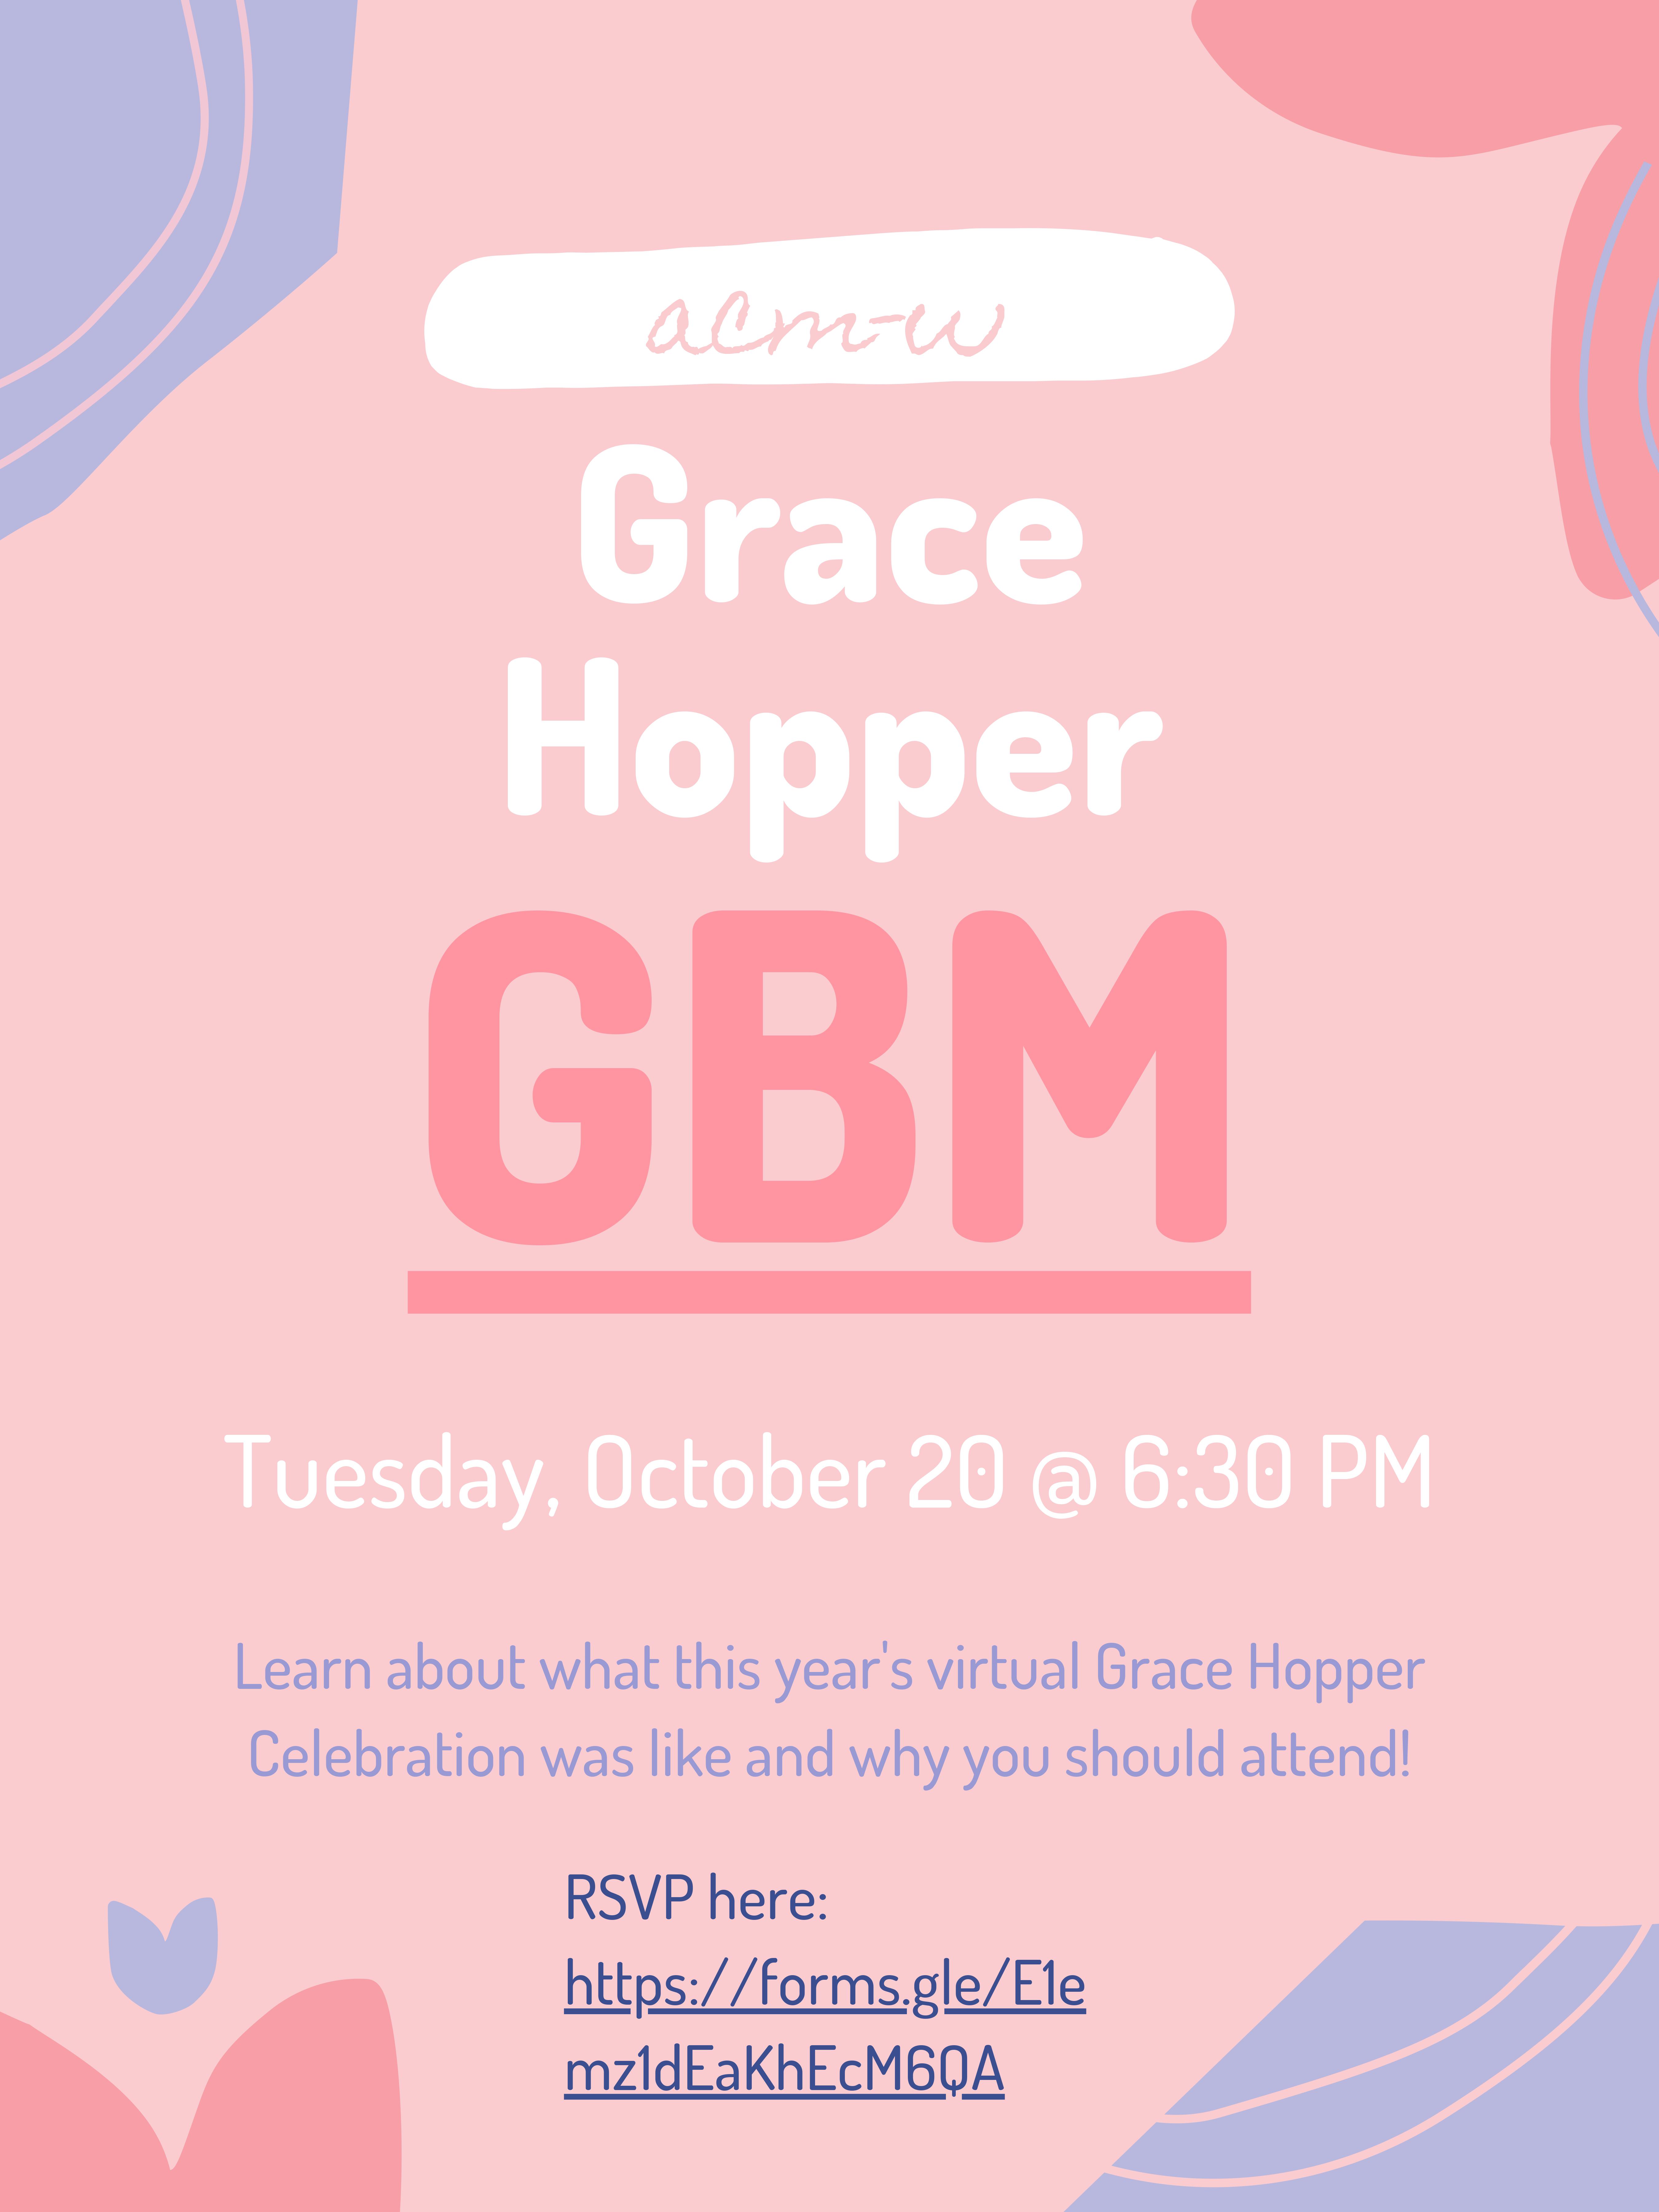 acm-w
Grace
Hopper
GBM
Tuesday, October 20 @ 6:30 PM
Learn about what this year's virtual Grace Hopper
Celebration was like and why you should attend!
RSVP here:
https://forms.gle/E1e
mz1dEaKhEcM6QA